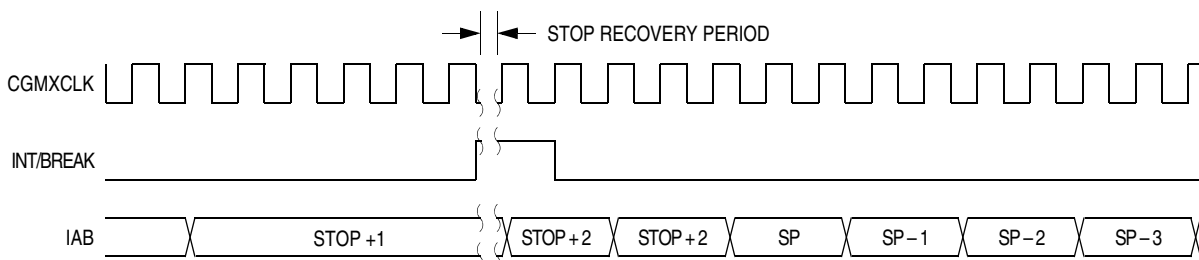 STOP RECOVERY PERIOD
CGMXCLK
INT/BREAK
IAB STOP +1 STOP + 2 STOP + 2 SP SP – 1 SP – 2 SP – 3